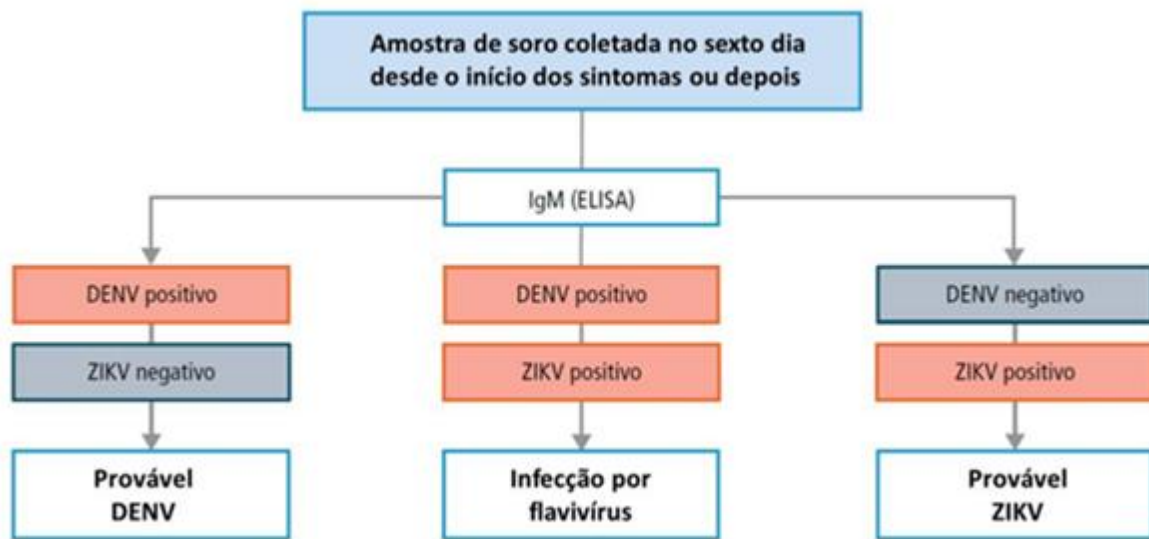 Amostra de soro coletada no sexto dia
desde o início dos sintomas ou depois
IgM (ELISA)
DENV positivo
ZIKV negativo
Provável
DENV
DENV positivo
ZIKV positivo
Infecção por
flavivírus
DENV negativo
ZIKV positivo
Provável
ZIKV